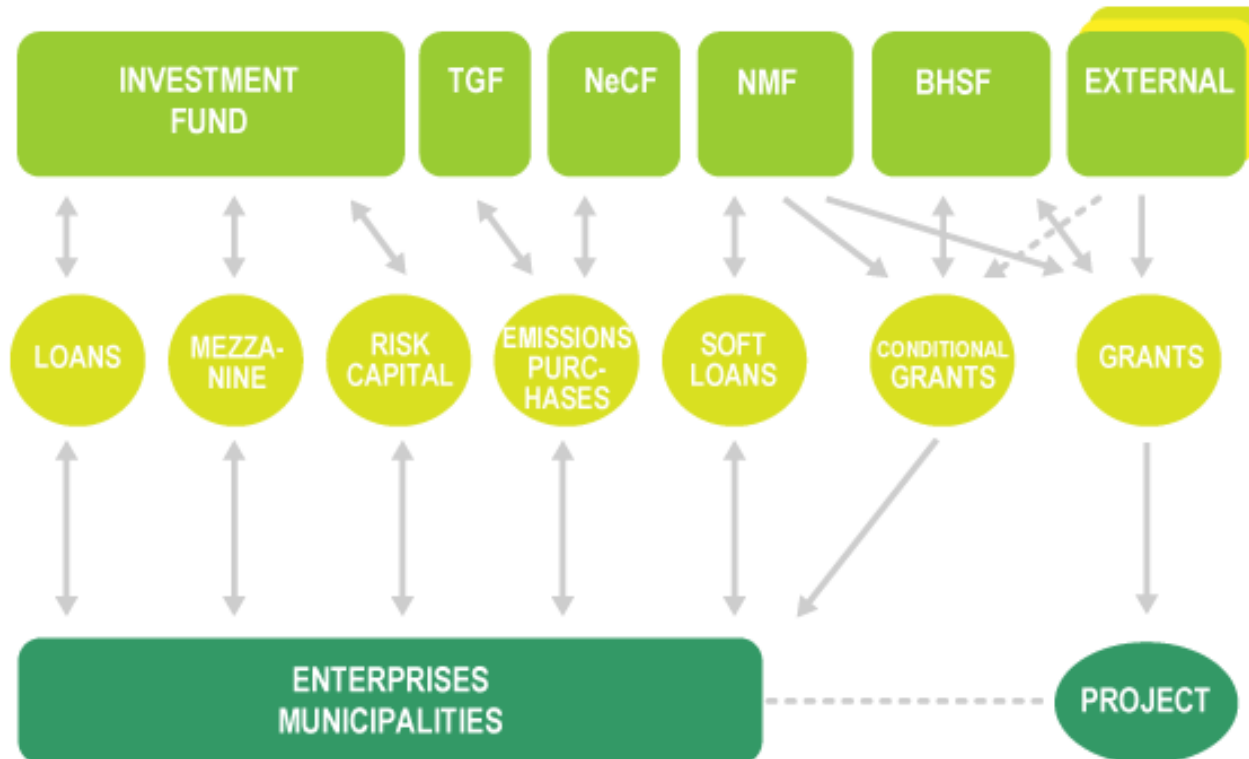 INVESTMENT
FUND
TGF
NeCF
NMF
BHSF
EXTERNAL
LOANS
MEZZA-
NINE
RISK
CAPITAL
EMISSIONS
PURC-
HASES
SOFT
LOANS
CONDITIONAL
GRANTS
GRANTS
ENTERPRISES
MUNICIPALITIES
PROJECT